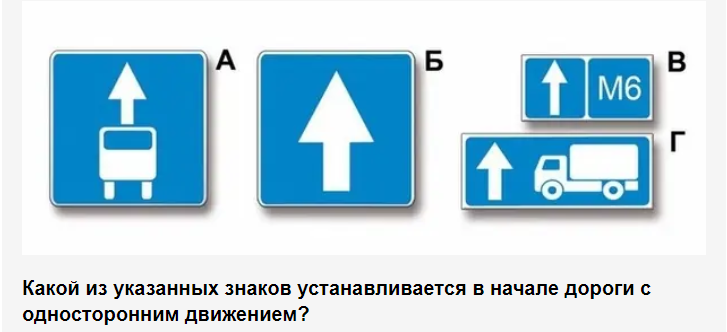 А
Б
В
М6
Г
Какой из указанных знаков устанавливается в начале дороги с
односторонним движением?